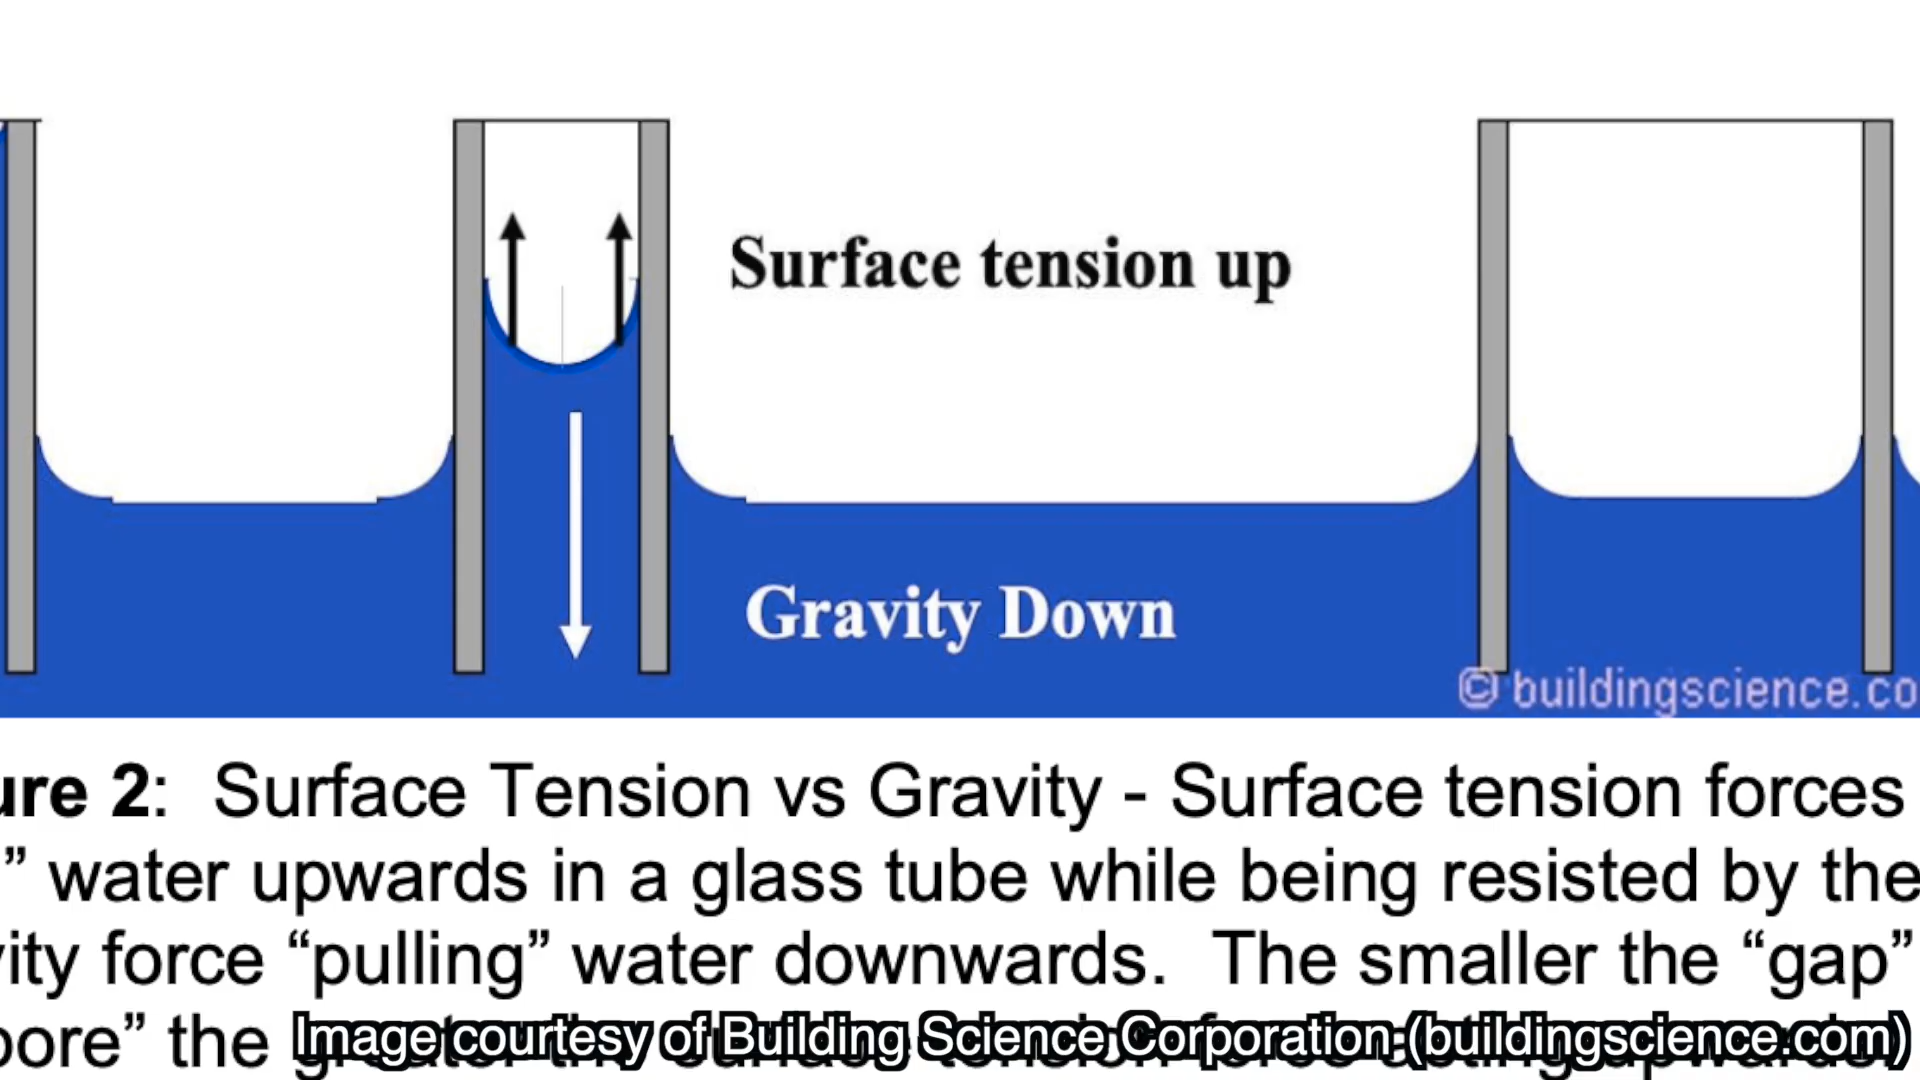 Surface tension up
Gravity Down
© buildingscience.co
ure 2: Surface Tension vs Gravity - Surface tension forces
” water upwards in a glass tube while being resisted by the
vity force “pulling” water downwards. The smaller the “gap”
pore” the
Image courtesy of Building Science Corporation (buildingscience.com)